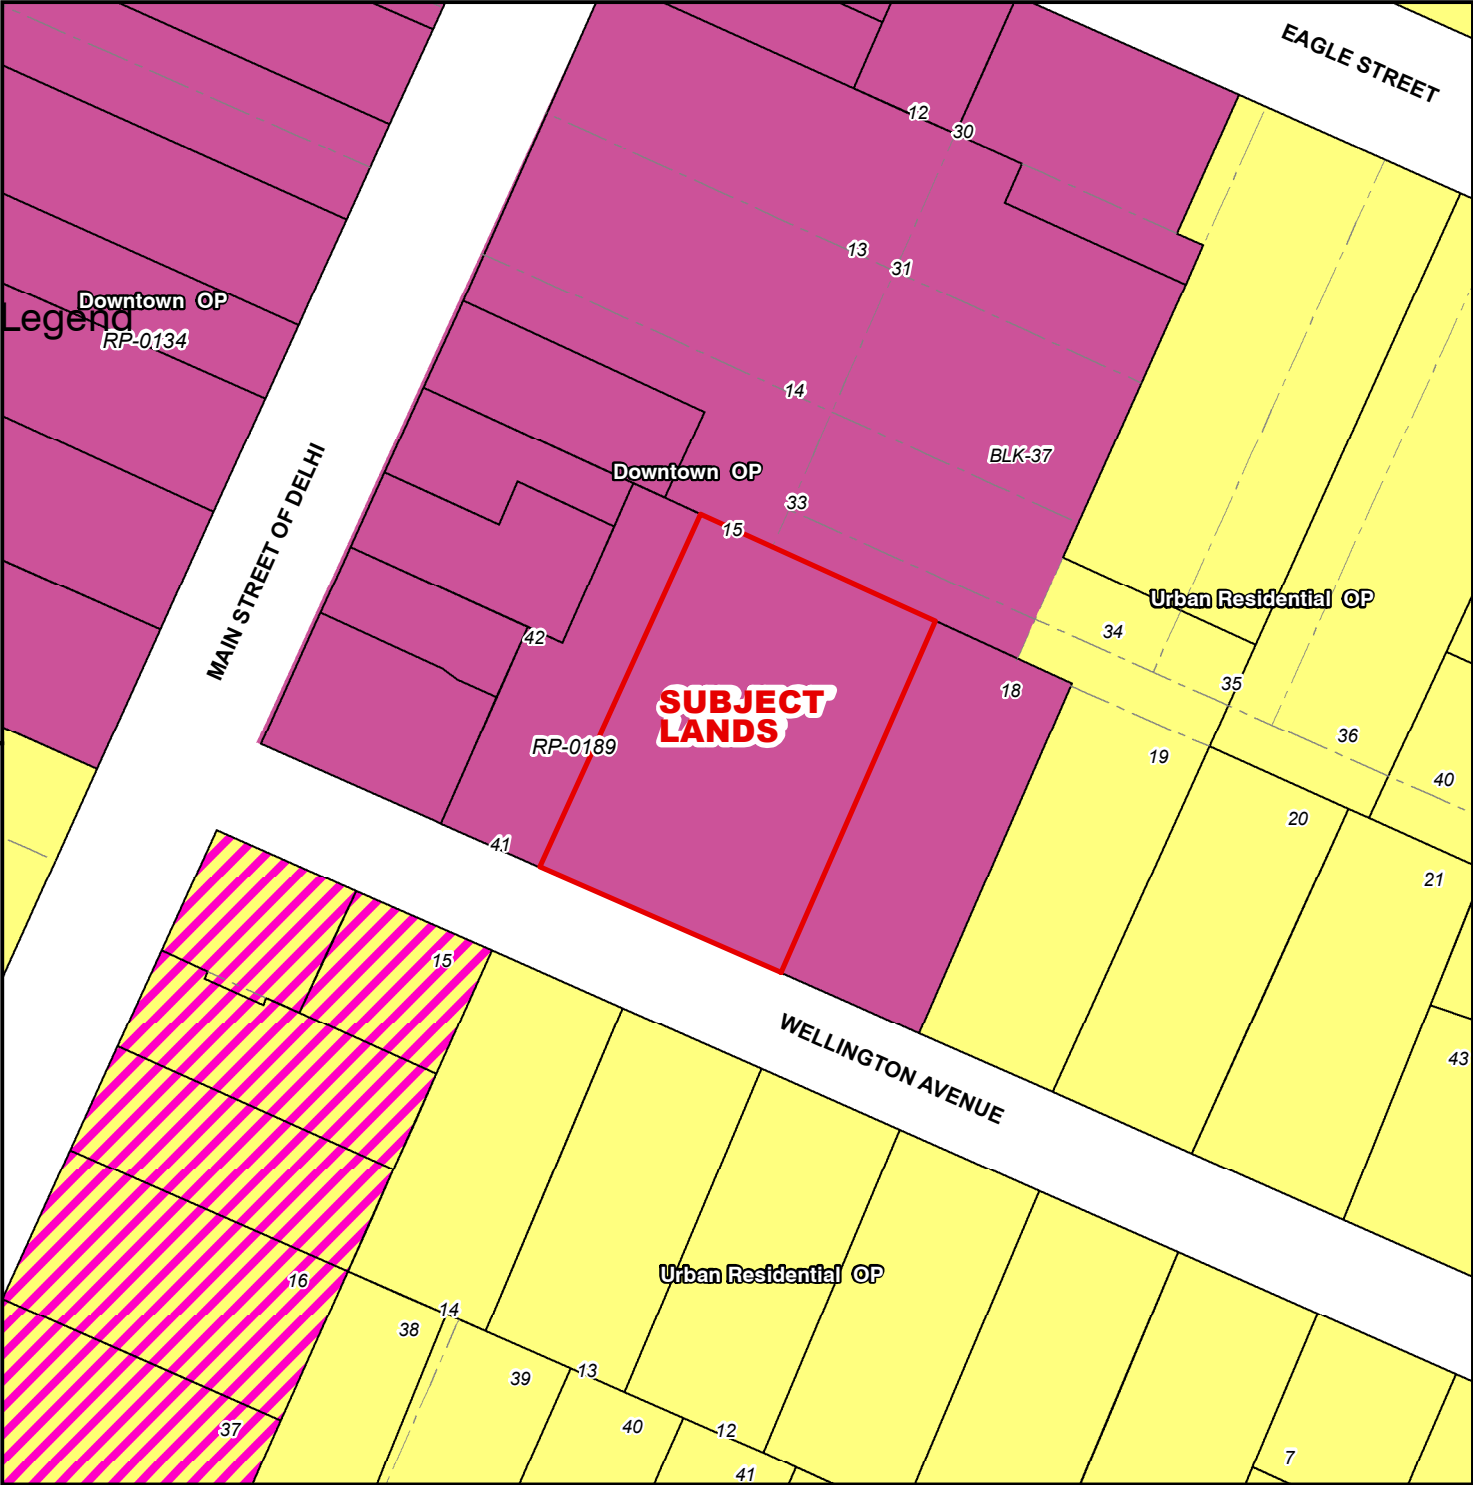 EAGLE STREET
12
30
13
31
Downtown OP
Legend
RP-0134
14
BLK-37
Downtown OP
33
15
MAIN STREET OF DELHI
Urban Residential OP
34
42
35
18
SUBJECT
LANDS
36
RP-0189
19
40
20
41
21
15
WELLINGTON AVENUE
43
Urban Residential OP
16
14
38
13
39
40
12
37
7
41